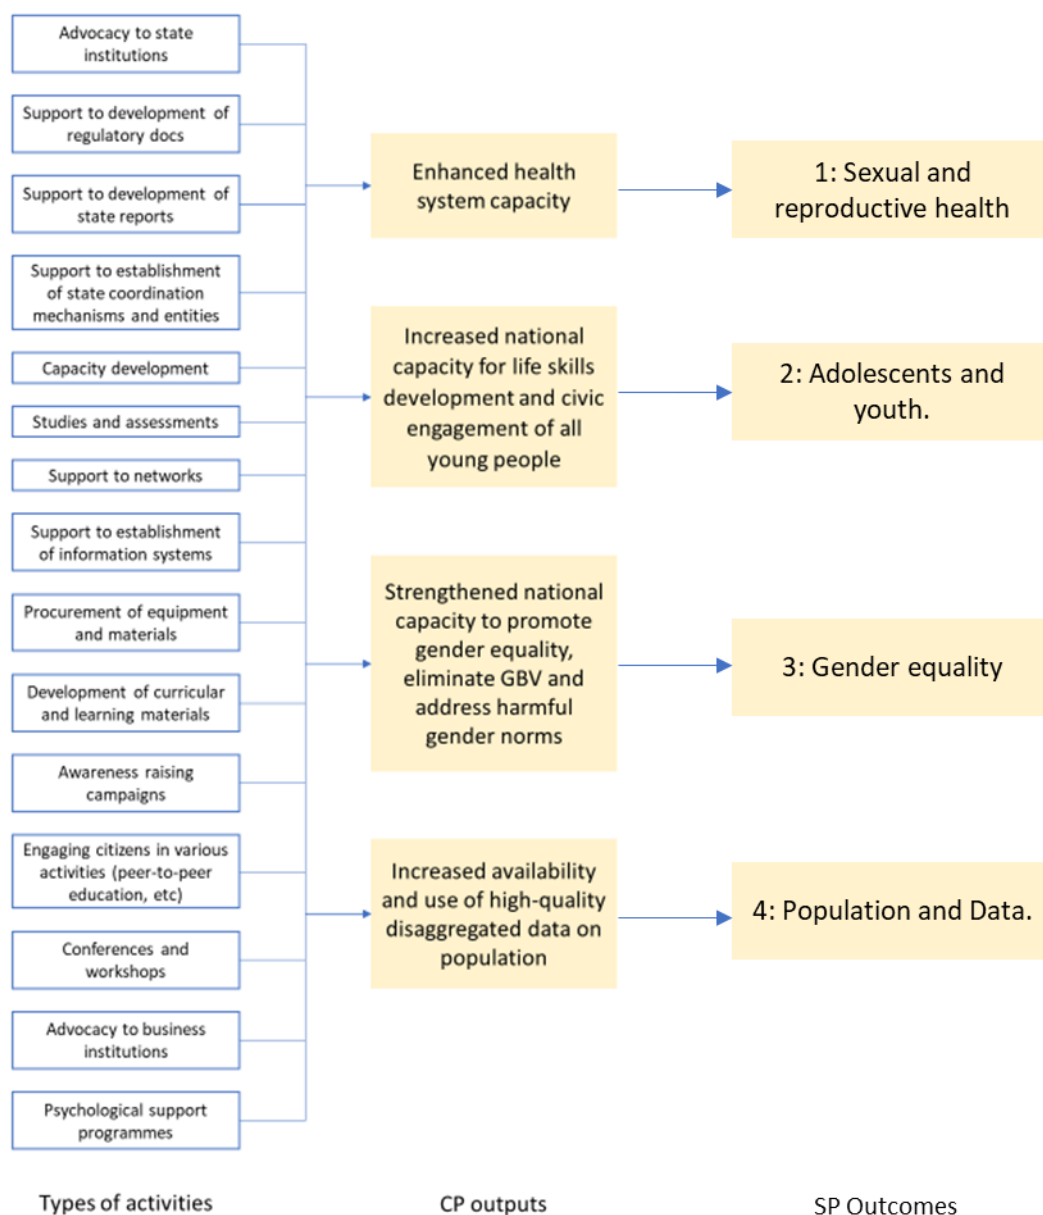 Advocacy to state
institutions
Support to development of
regulatory docs
Support to development of
state reports
Support to establishment
of state coordination
mechanisms and entities
Capacity development
Studies and assessments
Support to networks
Support to establishment
of information systems
Procurement of equipment
and materials
Development of curricular
and learning materials
Awareness raising
campaigns
Engaging citizens in various
activities (peer-to-peer
education, etc)
Conferences and
workshops
Advocacy to business
institutions
Psychological support
programmes
Types of activities
Enhanced health
system capacity
Increased national
capacity for life skills
development and civic
engagement of all
young people
Strengthened national
capacity to promote
gender equality,
eliminate GBV and
address harmful
gender norms
Increased availability
and use of high-quality
disaggregated data on
population
CP outputs
1: Sexual and
reproductive health
2: Adolescents and
youth.
3: Gender equality
4: Population and Data.
SP Outcomes